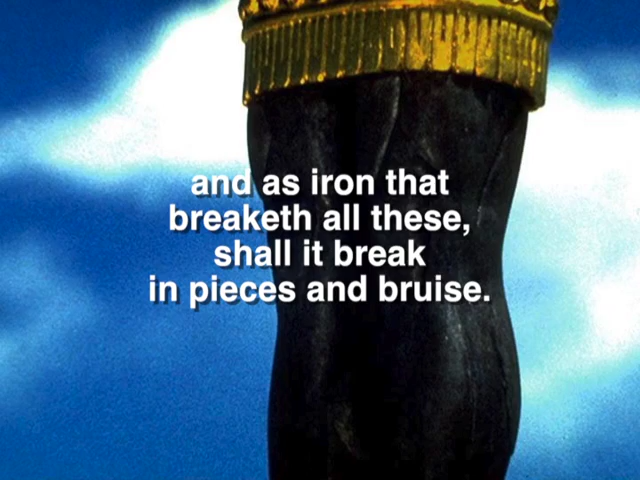 and as iron that
breaketh all these,
shall it break
in pieces and bruise.